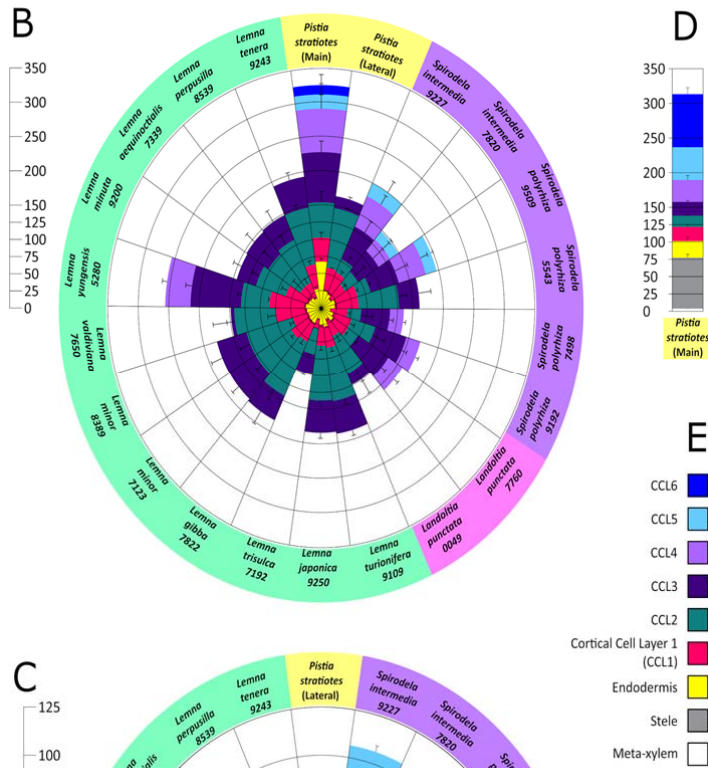 B
350
300
250
200
150
125
100
75
50
25
0
Pistia
stratiotes
(Main)
Pistia
stratiotes
(Lateral)
Spirodela
intermedia
9227
Spirodela
intermedia
7820
Spirodela
polyrhiza
9509
Spirodela
polyrhiza
5543
Spirodela
polyrhiza
7498
Spirodela
polyrhiza
9192
Landoltia
punctata
7760
Landoltia
punctata
0049
Lemna
turionifera
9109
Lemna
japonica
9250
Lemna
trisulca
7192
Lemna
gibba
7822
Lemna
minor
7123
Lemna
minor
8389
Lemna
valdiviana
7650
Lemna
yungensis
5280
Lemna
minuta
9200
Lemna
aequinoctialis
7339
Lemna
perpusilla
8539
Lemna
tenera
9243
D
350
300
250
200
150
125
100
75
50
25
0
Pistia
stratiotes
(Main)
E
CCL6
CCL5
CCL4
CCL3
CCL2
Cortical Cell Layer 1
(CCL1)
Endodermis
Stele
Meta-xylem
C
125
100
Lemna
perpusilla
8539
Lemna
tenera
9243
Pistia
stratiotes
(Lateral)
Spirodela
intermedia
9227
Spirodela
intermedia
7820